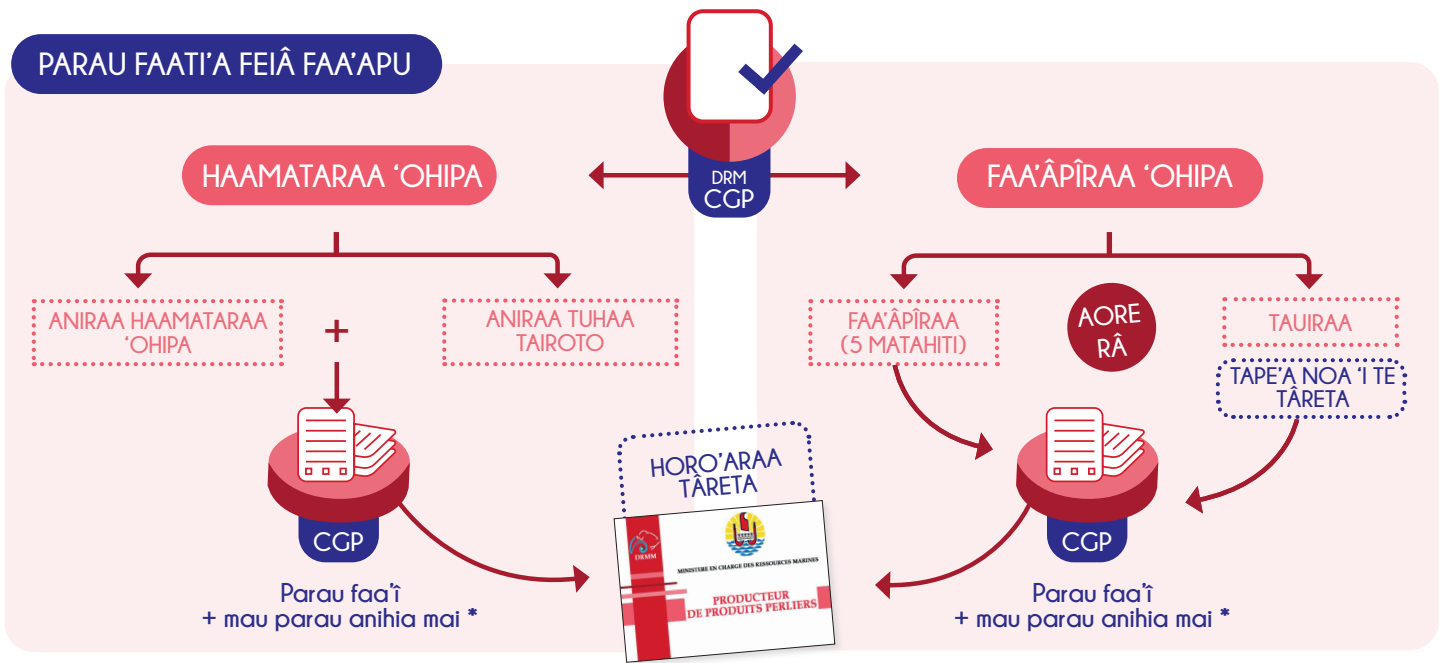 PARAU FAATI'A FEIÂ FAA'APU
DRM
CGP
HAAMATARAA ‘OHIPA
ANIRAA HAAMATARAA
‘OHIPA
+
ANIRAA TUHAA
TAIROTO
CGP
Parau faa'î
+ mau parau anihia mai *
FAA'ÂPÎRAA ‘OHIPA
FAA'ÂPÎRAA
(5 MATAHITI)
AORE
RÂ
TAUIRAA
TAPE'A NOA ‘I TE
TÂRETA
CGP
Parau faa'î
+ mau parau anihia mai *
HORO'ARAA
TÂRETA
DRMM
MINISTERE EN CHARGE DES RESSOURCES MARINES
PRODUCTEUR
DE PRODUITS PERLIERS